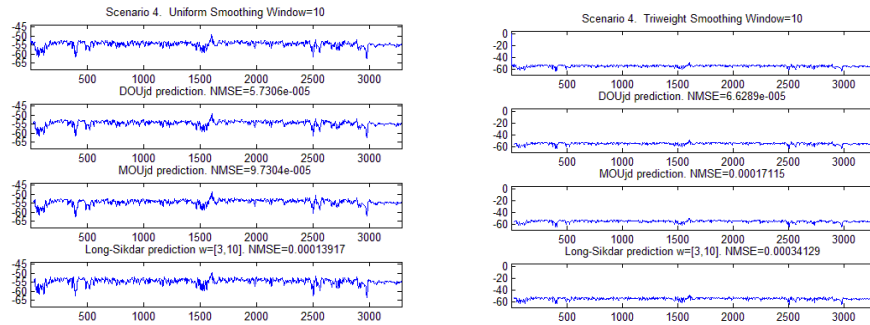 Scenario 4. Uniform Smoothing Window=10
-45
-50
-55
-60
-65
500 1000 1500 2000 2500 3000
DOUjd prediction. NMSE=5.7306e-005
-45
-50
-55
-60
-65
500 1000 1500 2000 2500 3000
MOUjd prediction. NMSE=9.7304e-005
-45
-50
-55
-60
-65
500 1000 1500 2000 2500 3000
Long-Sikdar prediction w=[3,10]. NMSE=0.00013917
-45
-50
-55
-60
-65
500 1000 1500 2000 2500 3000
Scenario 4. Triweight Smoothing Window=10
0
-20
-40
-60
500 1000 1500 2000 2500 3000
DOUjd prediction. NMSE=6.6289e-005
0
-20
-40
-60
500 1000 1500 2000 2500 3000
MOUjd prediction. NMSE=0.00017115
0
-20
-40
-60
500 1000 1500 2000 2500 3000
Long-Sikdar prediction w=[3,10]. NMSE=0.00034129
0
-20
-40
-60
500 1000 1500 2000 2500 3000